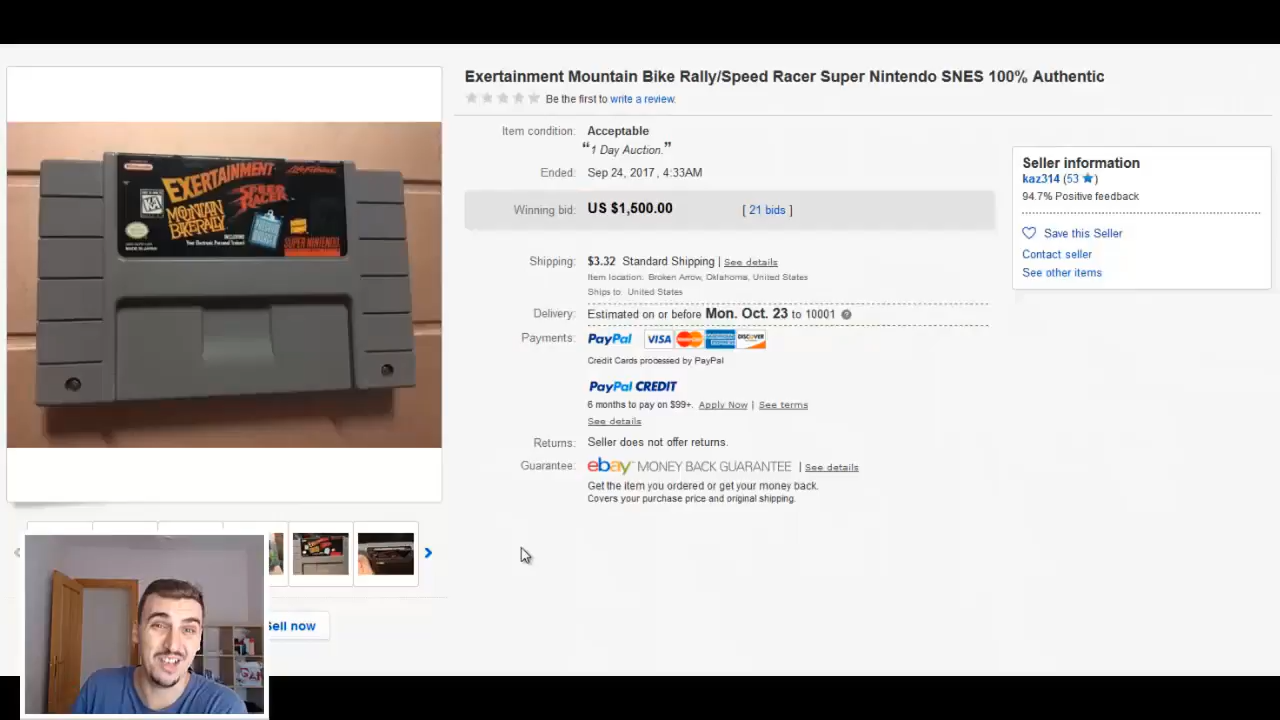 Exertainment Mountain Bike Rally/Speed Racer Super Nintendo SNES 100% Authentic
Be the first to write a review.
Item condition: Acceptable
“1 Day Auction.”
Ended: Sep 24, 2017 , 4:33AM
Winning bid: US $1,500.00 [ 21 bids ]
Shipping: $3.32 Standard Shipping | See details
Item location: Broken Arrow, Oklahoma, United States
Ships to: United States
Delivery: Estimated on or before Mon. Oct. 23 to 10001
Payments: PayPal VISA MasterCard DISCOVER
Credit Cards processed by PayPal
PayPal CREDIT
6 months to pay on $99+. Apply Now | See terms
See details
Returns: Seller does not offer returns.
Guarantee: ebay MONEY BACK GUARANTEE | See details
Get the item you ordered or get your money back.
Covers your purchase price and original shipping.
Seller information
kaz314 (53 )
94.7% Positive feedback
Save this Seller
Contact seller
See other items
EXERTAINMENT
MOUNTAIN
BIKE RALLY
SPEED
RACER
SUPER NINTENDO
Nintendo
Sell now